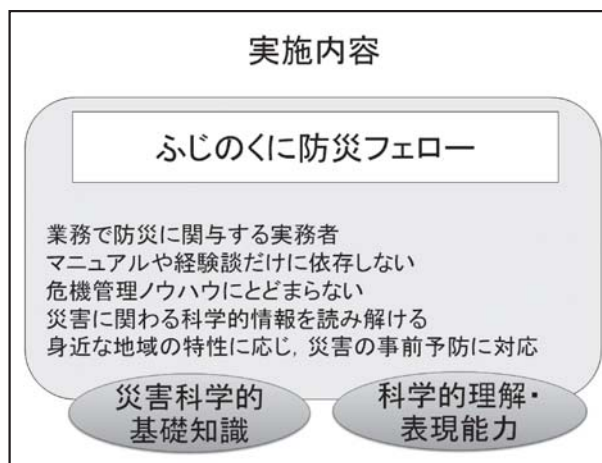 実施内容
ふじのくに防災フェロー
業務で防災に関与する実務者
マニュアルや経験談だけに依存しない
危機管理ノウハウにとどまらない
災害に関わる科学的情報を読み解ける
身近な地域の特性に応じ，災害の事前予防に対応
災害科学的
基礎知識
科学的理解・
表現能力